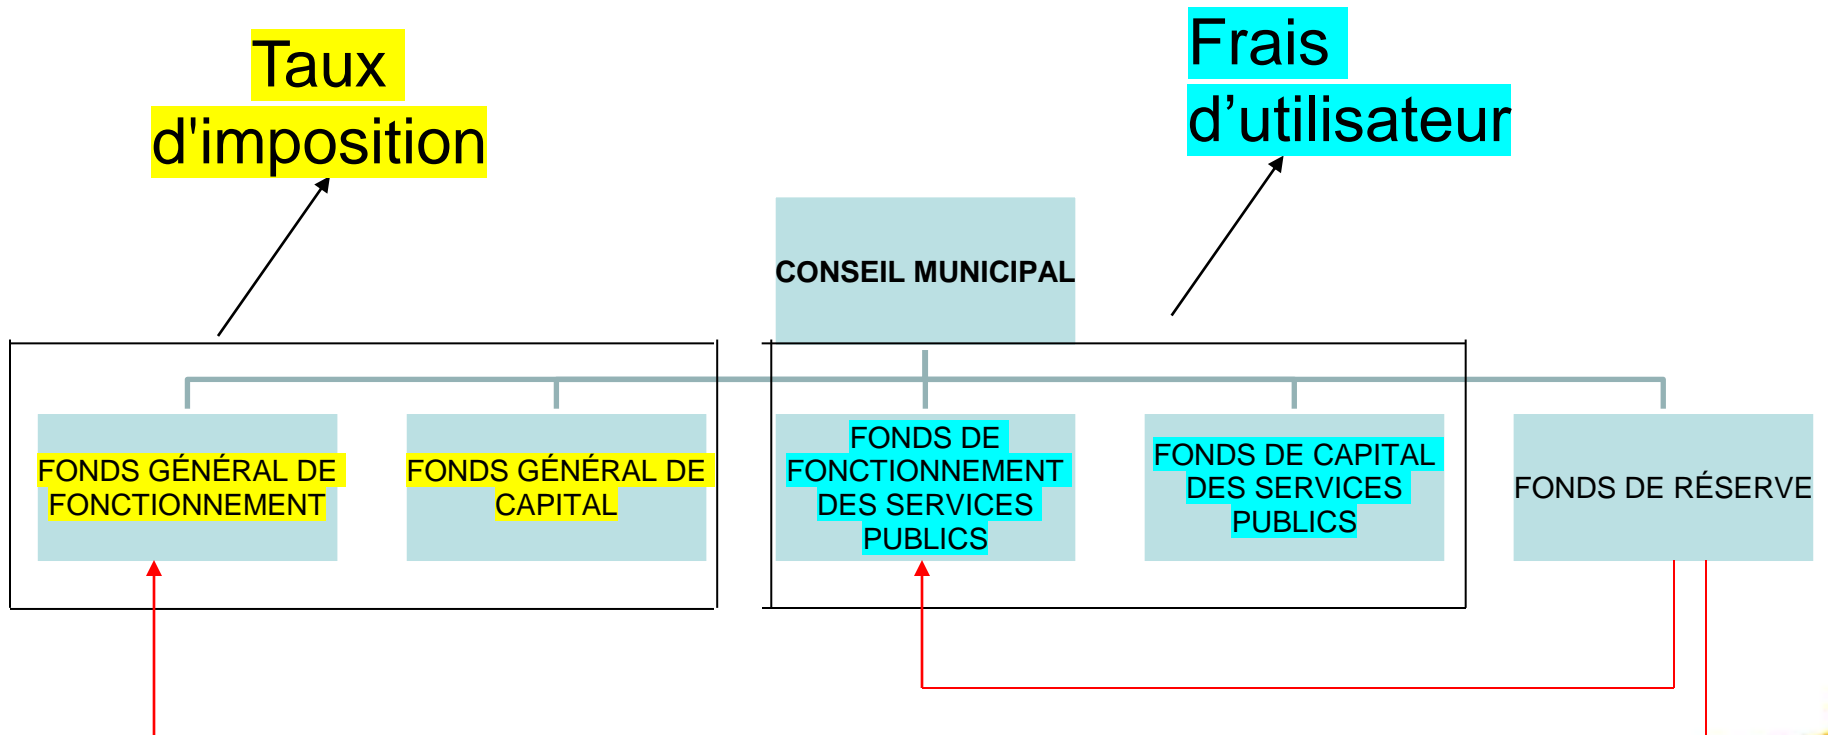 Taux
d'imposition
Frais
d’utilisateur
CONSEIL MUNICIPAL
FONDS GÉNÉRAL DE
FONCTIONNEMENT
FONDS GÉNÉRAL DE
CAPITAL
FONDS DE
FONCTIONNEMENT
DES SERVICES
PUBLICS
FONDS DE CAPITAL
DES SERVICES
PUBLICS
FONDS DE RÉSERVE